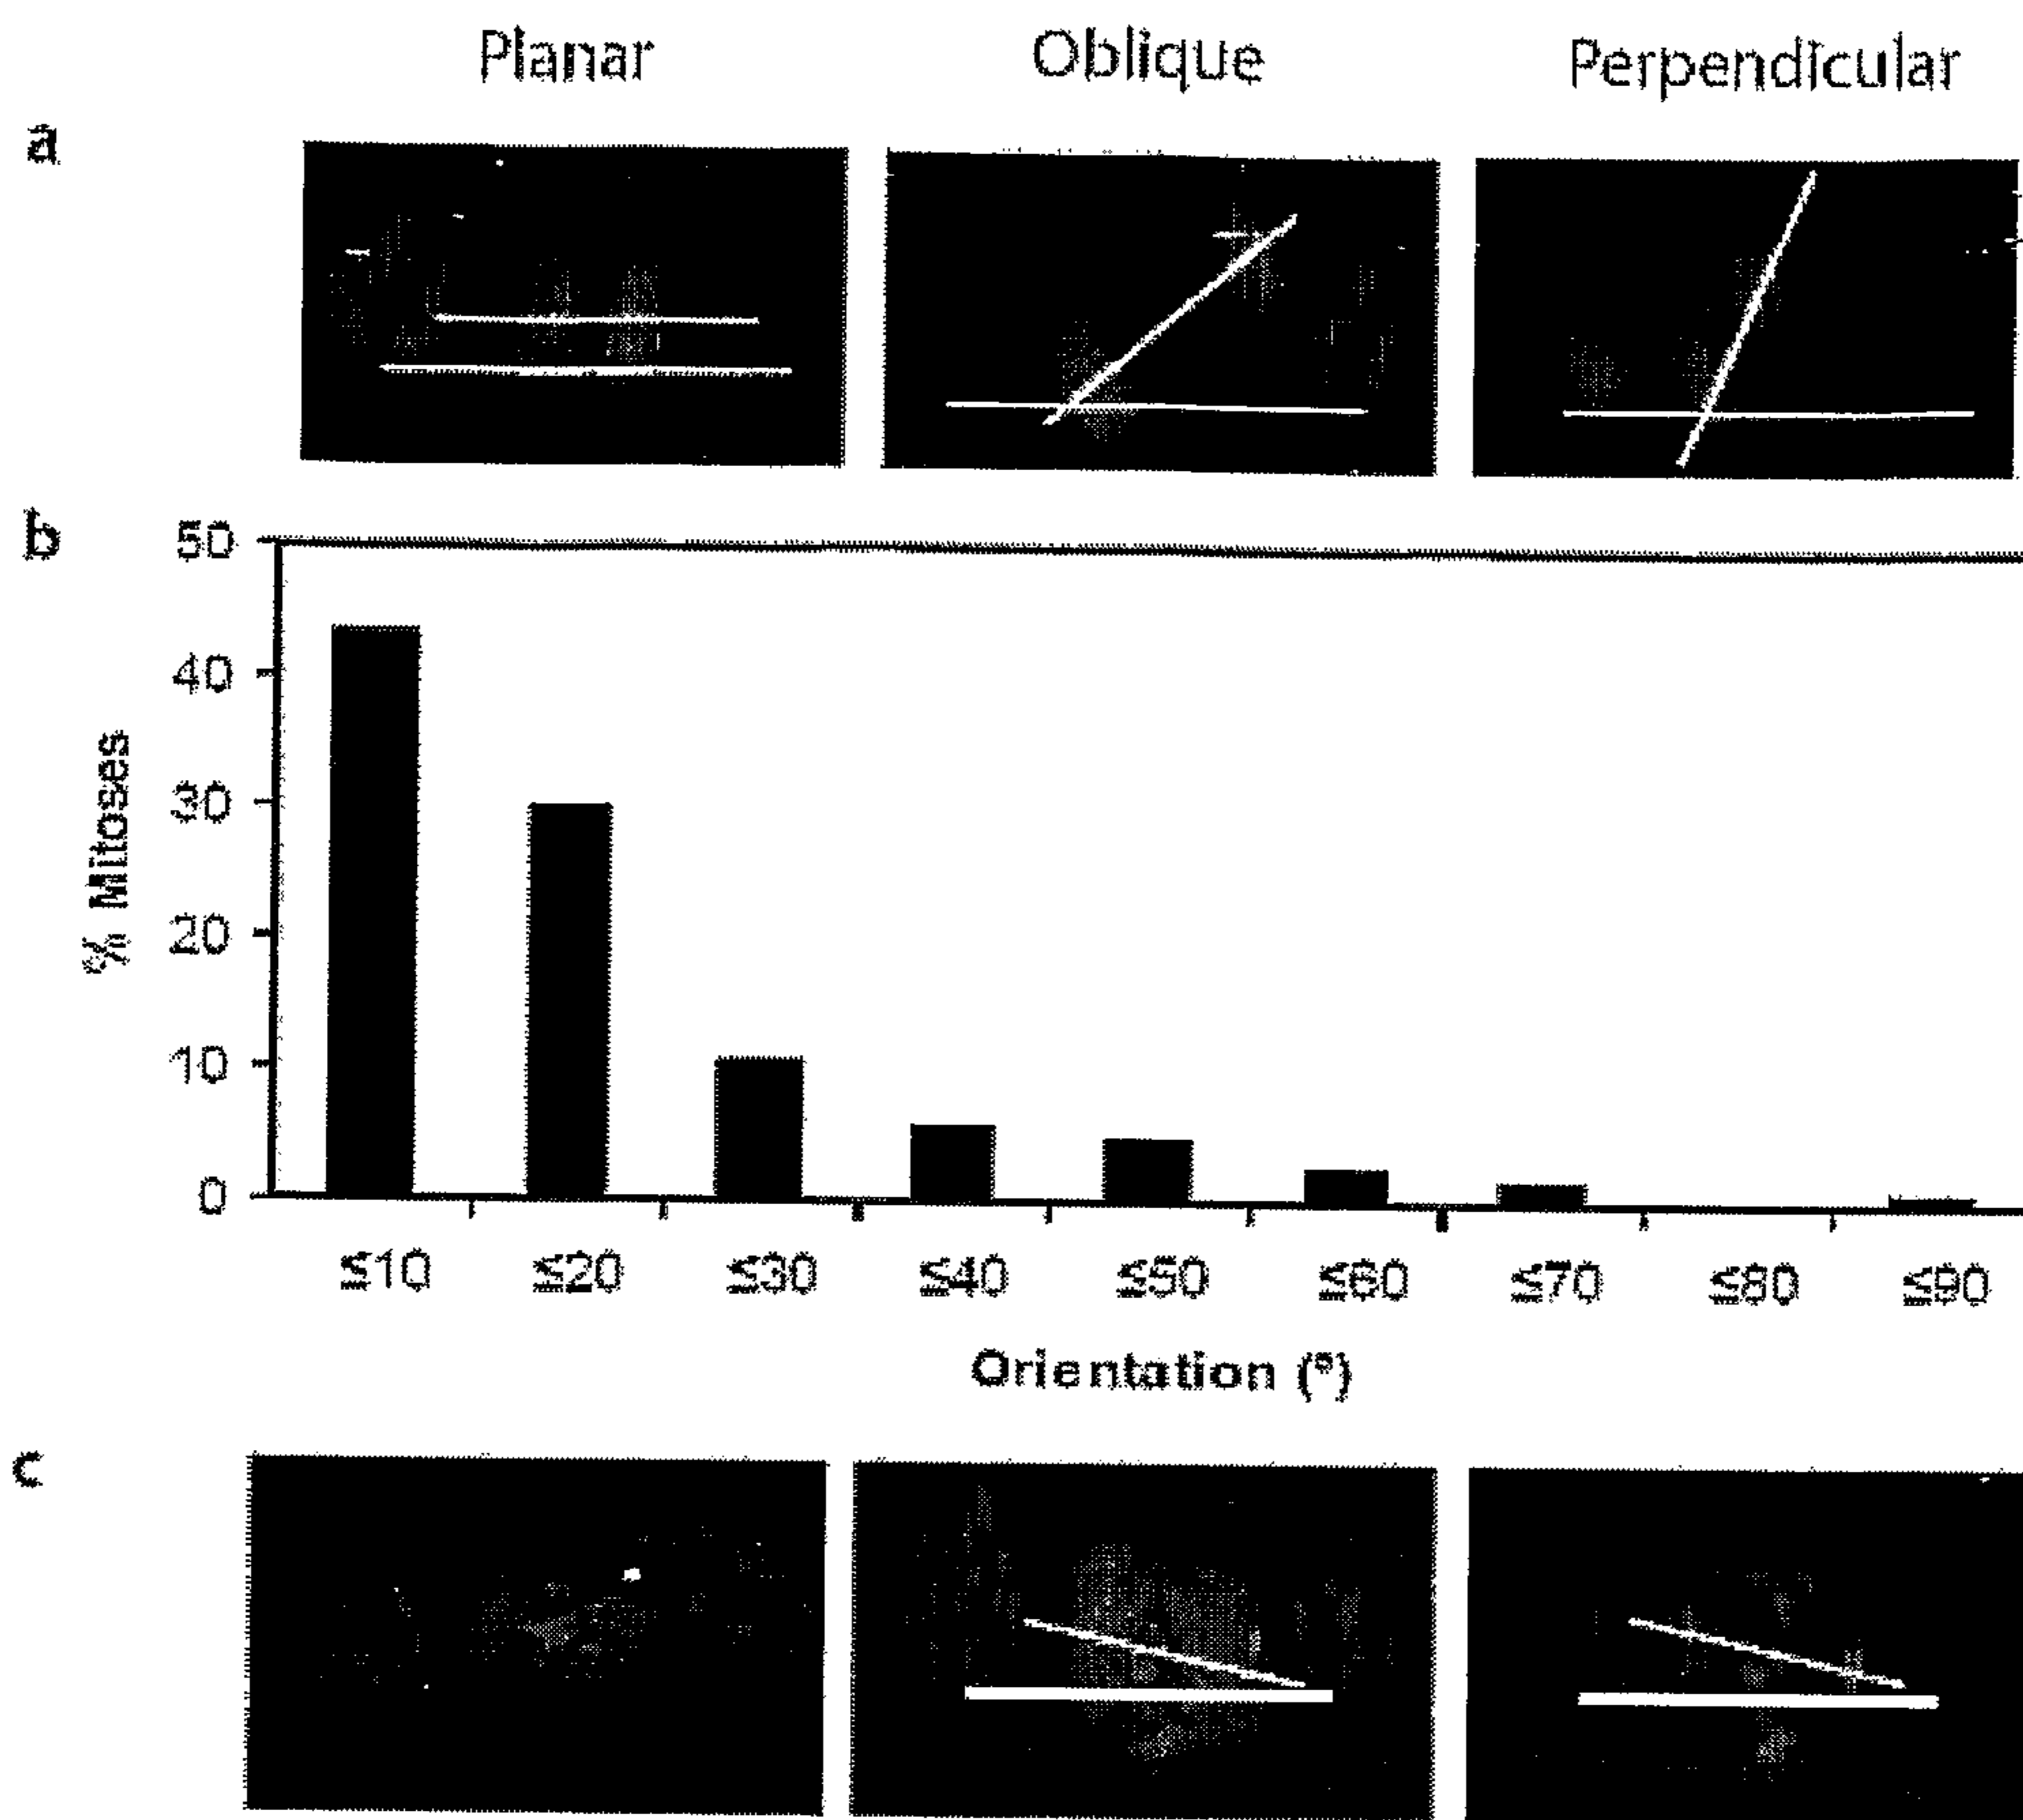 Planar Oblique Perpendicular
a
b
50
40
30
20
10
0
% Mitoses
≤10 ≤20 ≤30 ≤40 ≤50 ≤60 ≤70 ≤80 ≤90
Orientation (°)
c